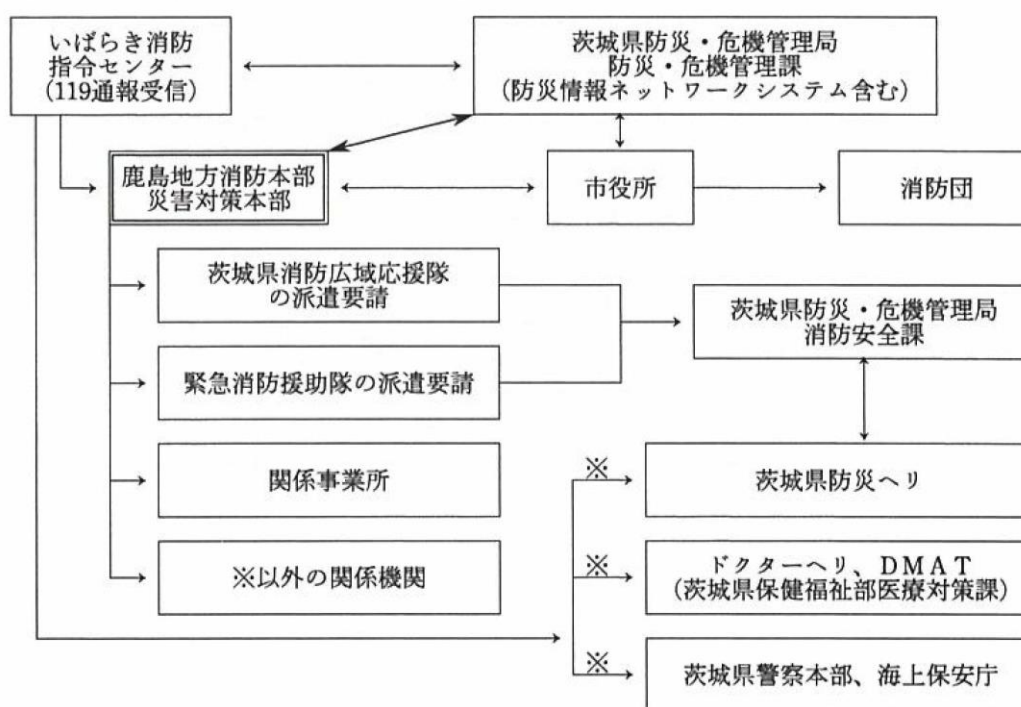 いばらき消防
指令センター
(119通報受信)
茨城県防災・危機管理局
防災・危機管理課
(防災情報ネットワークシステム含む)
鹿島地方消防本部
災害対策本部
市役所
消防団
茨城県消防広域応援隊
の派遣要請
茨城県防災・危機管理局
消防安全課
緊急消防援助隊の派遣要請
関係事業所
※
茨城県防災ヘリ
※以外の関係機関
※
ドクターヘリ、DMAT
(茨城県保健福祉部医療対策課)
※
茨城県警察本部、海上保安庁